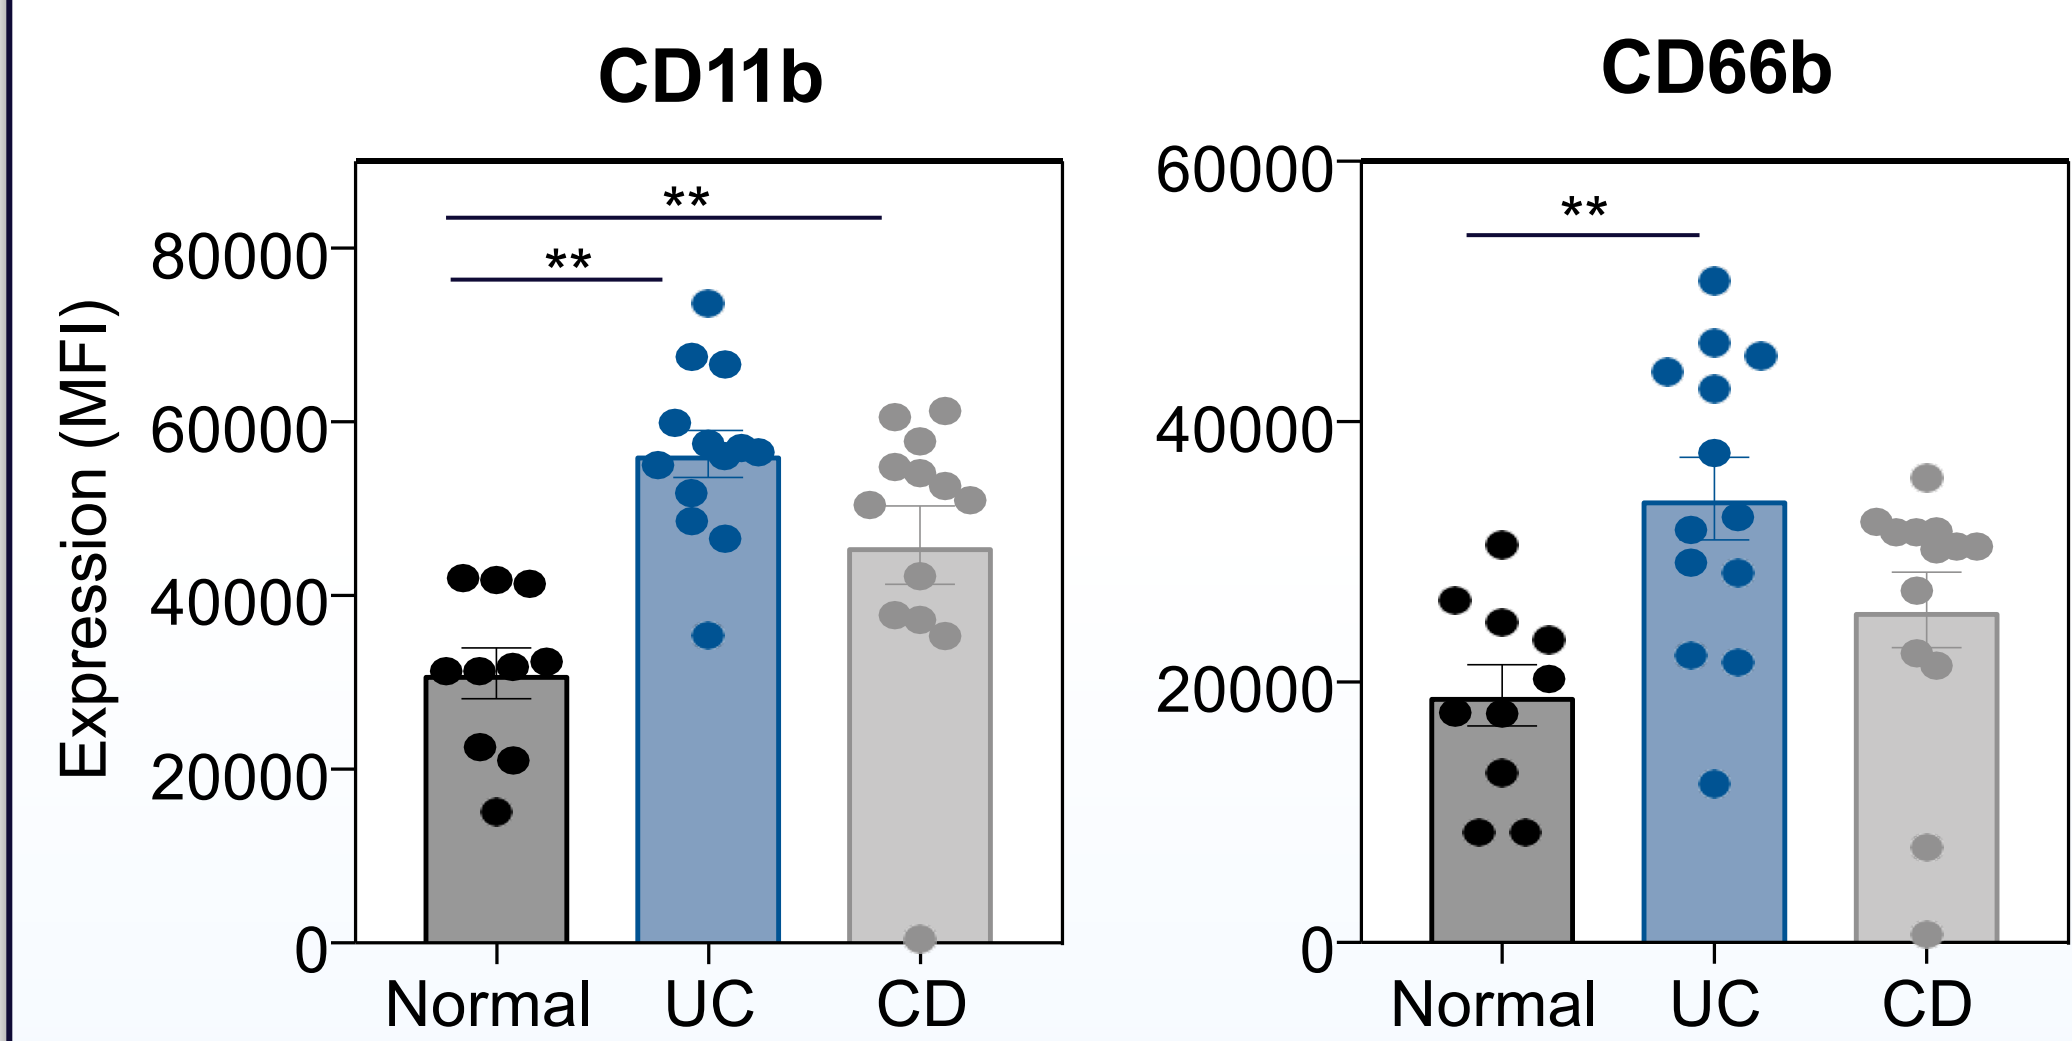 CD11b
Expression (MFI)
80000
60000
40000
20000
0
**
**
Normal UC CD
CD66b
60000
40000
20000
0
**
Normal UC CD